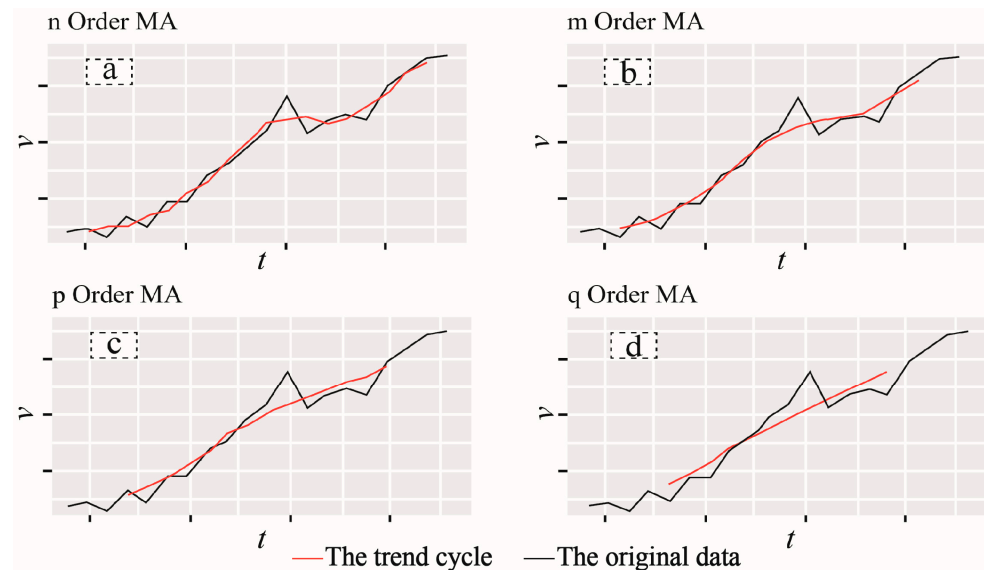 n Order MA
m Order MA
a
b
v
v
t
t
p Order MA
q Order MA
c
d
v
v
t
t
The trend cycle
The original data